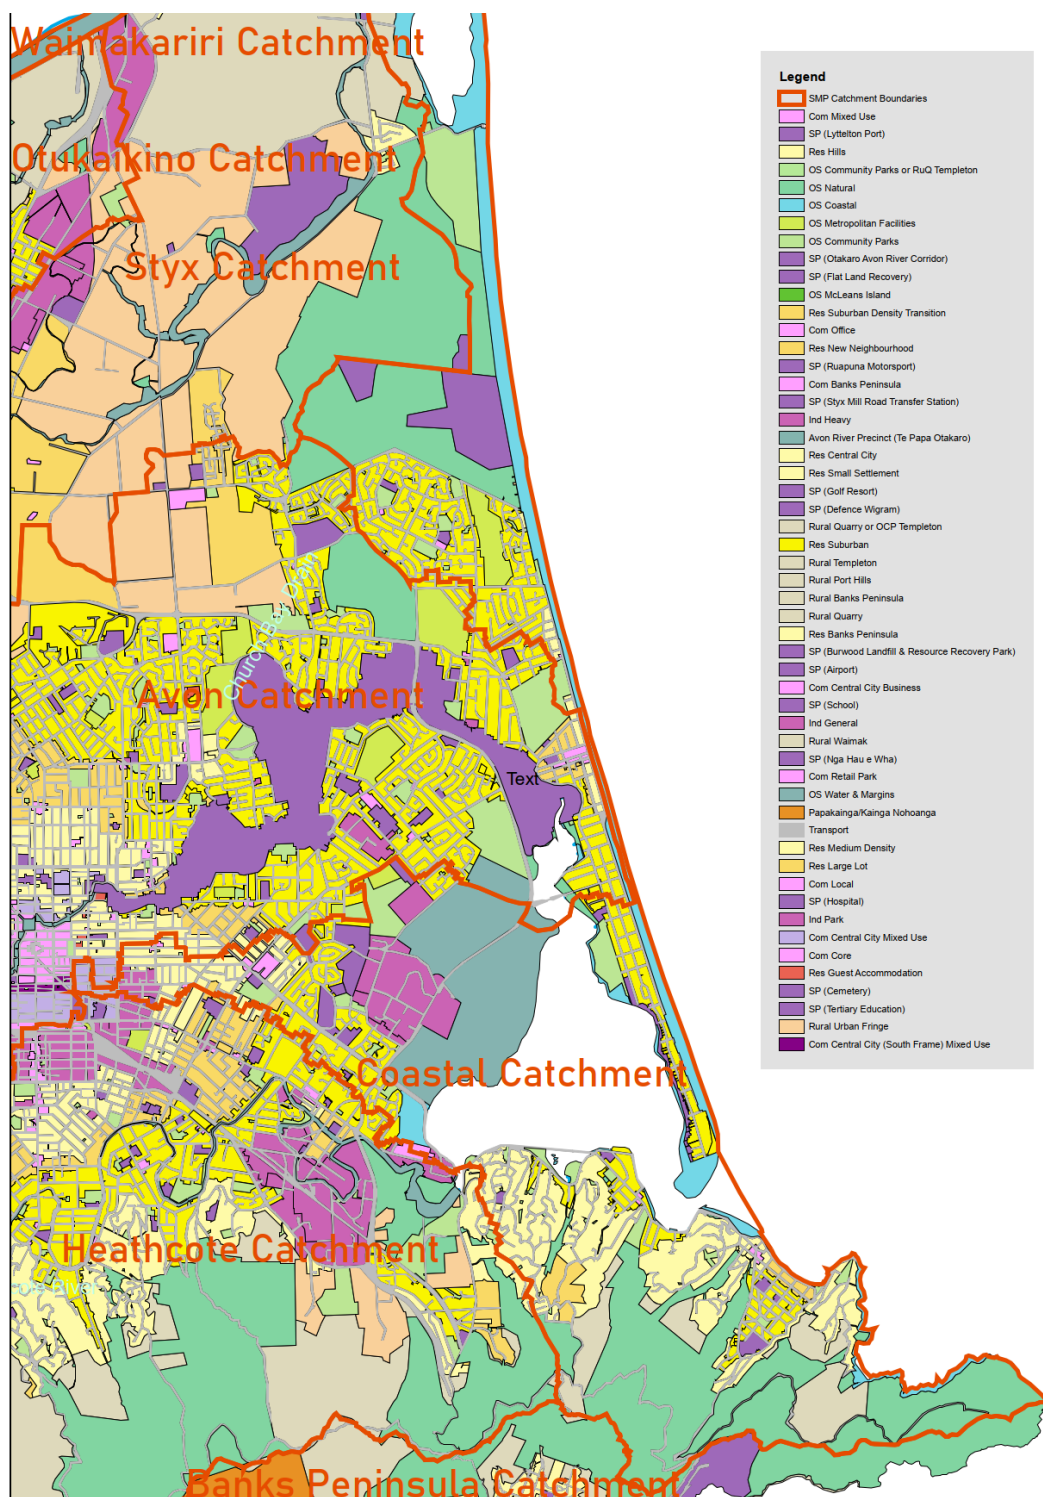 Waimakariri Catchment
Otukaikino Catchment
Styx Catchment
Church Bay Drain
Avon Catchment
Text
Coastal Catchment
Heathcote Catchment
River
Banks Peninsula Catchment
Legend
SMP Catchment Boundaries
Com Mixed Use
SP (Lyttelton Port)
Res Hills
OS Community Parks or RuQ Templeton
OS Natural
OS Coastal
OS Metropolitan Facilities
OS Community Parks
SP (Otakaro Avon River Corridor)
SP (Flat Land Recovery)
OS McLeans Island
Res Suburban Density Transition
Com Office
Res New Neighbourhood
SP (Ruapuna Motorsport)
Com Banks Peninsula
SP (Styx Mill Road Transfer Station)
Ind Heavy
Avon River Precinct (Te Papa Otakaro)
Res Central City
Res Small Settlement
SP (Golf Resort)
SP (Defence Wigram)
Rural Quarry or OCP Templeton
Res Suburban
Rural Templeton
Rural Port Hills
Rural Banks Peninsula
Rural Quarry
Res Banks Peninsula
SP (Burwood Landfill & Resource Recovery Park)
SP (Airport)
Com Central City Business
SP (School)
Ind General
Rural Waimak
SP (Nga Hau e Wha)
Com Retail Park
OS Water & Margins
Papakainga/Kainga Nohoanga
Transport
Res Medium Density
Res Large Lot
Com Local
SP (Hospital)
Ind Park
Com Central City Mixed Use
Com Core
Res Guest Accommodation
SP (Cemetery)
SP (Tertiary Education)
Rural Urban Fringe
Com Central City (South Frame) Mixed Use